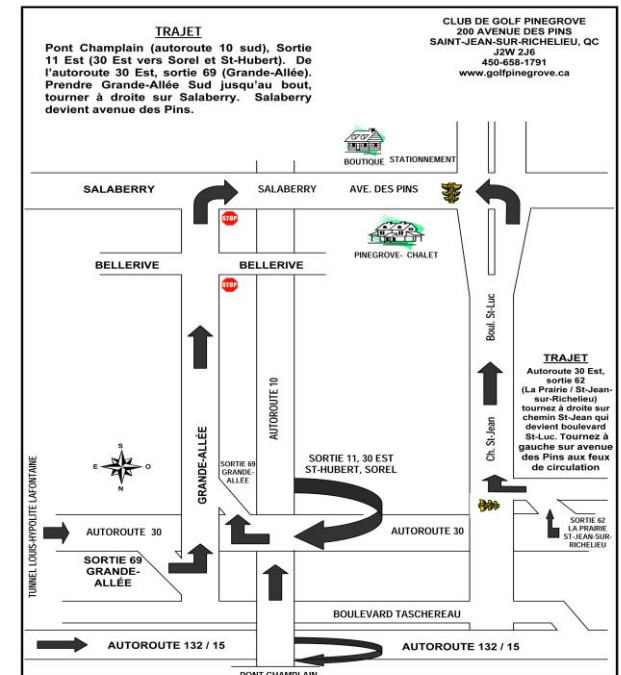 TRAJET
Pont Champlain (autoroute 10 sud), Sortie
11 Est (30 Est vers Sorel et St-Hubert). De
l'autoroute 30 Est, sortie 69 (Grande-Allée).
Prendre Grande-Allée Sud jusqu'au bout,
tourner à droite sur Salaberry. Salaberry
devient avenue des Pins.
CLUB DE GOLF PINEGROVE
200 AVENUE DES PINS
SAINT-JEAN-SUR-RICHELIEU, QC
J2W 2J6
450-658-1791
www.golfpinegrove.ca
BOUTIQUE STATIONNEMENT
SALABERRY
SALABERRY
AVE. DES PINS
STOP
PINEGROVE- CHALET
BELLERIVE
BELLERIVE
STOP
Boul. St-Luc
Ch. St-Jean
AUTOROUTE 10
GRANDE-ALLÉE
TRAJET
Autoroute 30 Est,
sortie 62
(La Prairie / St-Jean-
sur-Richelieu)
tournez à droite sur
chemin St-Jean qui
devient boulevard
St-Luc. Tournez à
gauche sur avenue
des Pins aux feux
de circulation
S
E
O
N
SORTIE 69
GRANDE-
ALLÉE
SORTIE 11, 30 EST
ST-HUBERT, SOREL
TUNNEL LOUIS-HYPOLITE LAFONTAINE
AUTOROUTE 30
AUTOROUTE 30
SORTIE 62
LA PRAIRIE
ST-JEAN-SUR-
RICHELIEU
SORTIE 69
GRANDE-
ALLÉE
BOULEVARD TASCHEREAU
AUTOROUTE 132 / 15
AUTOROUTE 132 / 15
PONT CHAMPLAIN